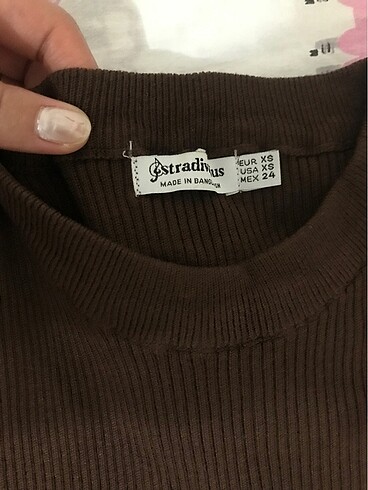 stradivarius
MADE IN BANGLADESH
EUR XS
USA XS
MEX 24